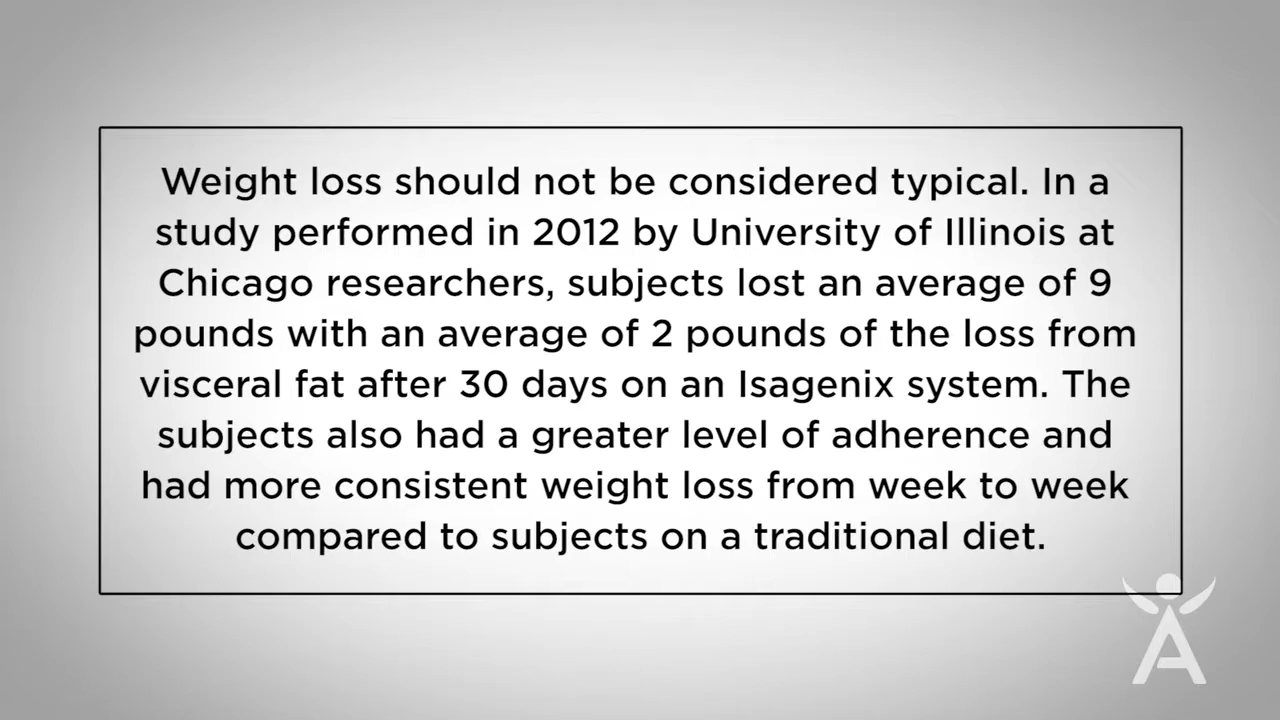 Weight loss should not be considered typical. In a
study performed in 2012 by University of Illinois at
Chicago researchers, subjects lost an average of 9
pounds with an average of 2 pounds of the loss from
visceral fat after 30 days on an Isagenix system. The
subjects also had a greater level of adherence and
had more consistent weight loss from week to week
compared to subjects on a traditional diet.